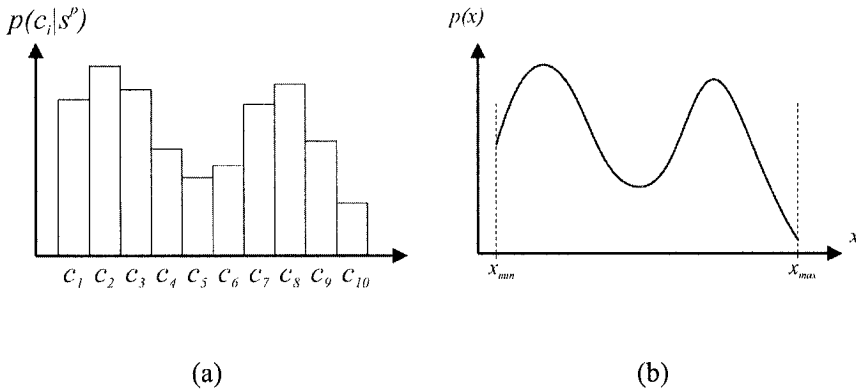 p(c_i|s^p)
c_1 c_2 c_3 c_4 c_5 c_6 c_7 c_8 c_9 c_10
(a)
p(x)
x
x_min x_max
(b)